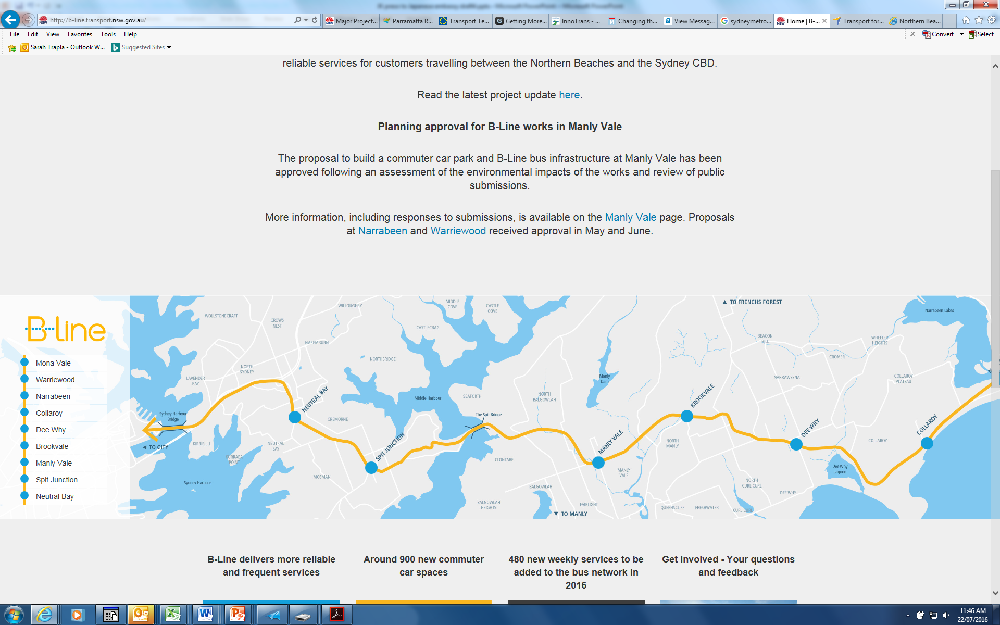 http://b-line.transport.nsw.gov.au/
Major Project...
Parramatta R...
Transport Te...
Getting More...
InnoTrans - ...
Changing th...
View Messag...
sydneymetro...
Home | B-...
Transport for...
Northern Bea...
File Edit View Favorites Tools Help
Convert Select
Sarah Trapla - Outlook W... Suggested Sites
reliable services for customers travelling between the Northern Beaches and the Sydney CBD.
Read the latest project update here.
Planning approval for B-Line works in Manly Vale
The proposal to build a commuter car park and B-Line bus infrastructure at Manly Vale has been
approved following an assessment of the environmental impacts of the works and review of public
submissions.
More information, including responses to submissions, is available on the Manly Vale page. Proposals
at Narrabeen and Warriewood received approval in May and June.
B-Line
Mona Vale
Warriewood
Narrabeen
Collaroy
Dee Why
Brookvale
Manly Vale
Spit Junction
Neutral Bay
WOLLSTONECRAFT
CROWS
NEST
WILLOUGHBY
MIDDLE
COVE
CASTLE
COVE
CASTLECRAG
NAREMBURN
NORTHBRIDGE
NORTH
SYDNEY
LAVENDER
BAY
Sydney Harbour
Bridge
TO CITY
KIRRIBILLI
KURRABA
POINT
Sydney Harbour
NEUTRAL BAY
NEUTRAL
BAY
CREMORNE
MOSMAN
SPIT JUNCTION
Middle Harbour
SEAFORTH
The Spit Bridge
CLONTARF
BALGOWLAH
HEIGHTS
NORTH
BALGOWLAH
BALGOWLAH
TO MANLY
FAIRLIGHT
Manly
Dam
MANLY VALE
MANLY
VALE
NORTH
MANLY
BROOKVALE
QUEENSCLIFF
FRESHWATER
CURL CURL
NORTH
CURL CURL
DEE WHY
DEE WHY
Dee Why
Lagoon
TO FRENCHS FOREST
BEACON
HILL
NARRAWEENA
CROMER
WHEELER
HEIGHTS
COLLAROY
PLATEAU
COLLAROY
COLLAROY
Narrabeen Lakes
B-Line delivers more reliable
and frequent services
Around 900 new commuter
car spaces
480 new weekly services to be
added to the bus network in
2016
Get involved - Your questions
and feedback
11:46 AM
22/07/2016